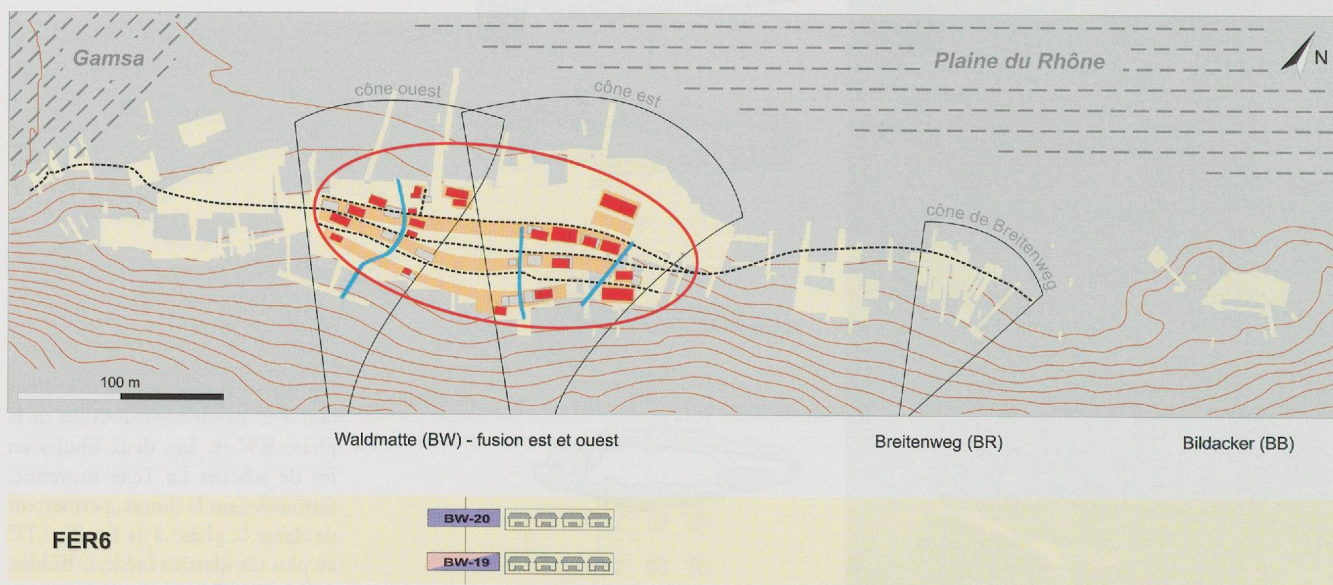 Gamsa
Plaine du Rhône
N
cône ouest
cône est
cône de Breitenweg
100 m
Waldmatte (BW) - fusion est et ouest
Breitenweg (BR)
Bildacker (BB)
FER6
BW-20
BW-19